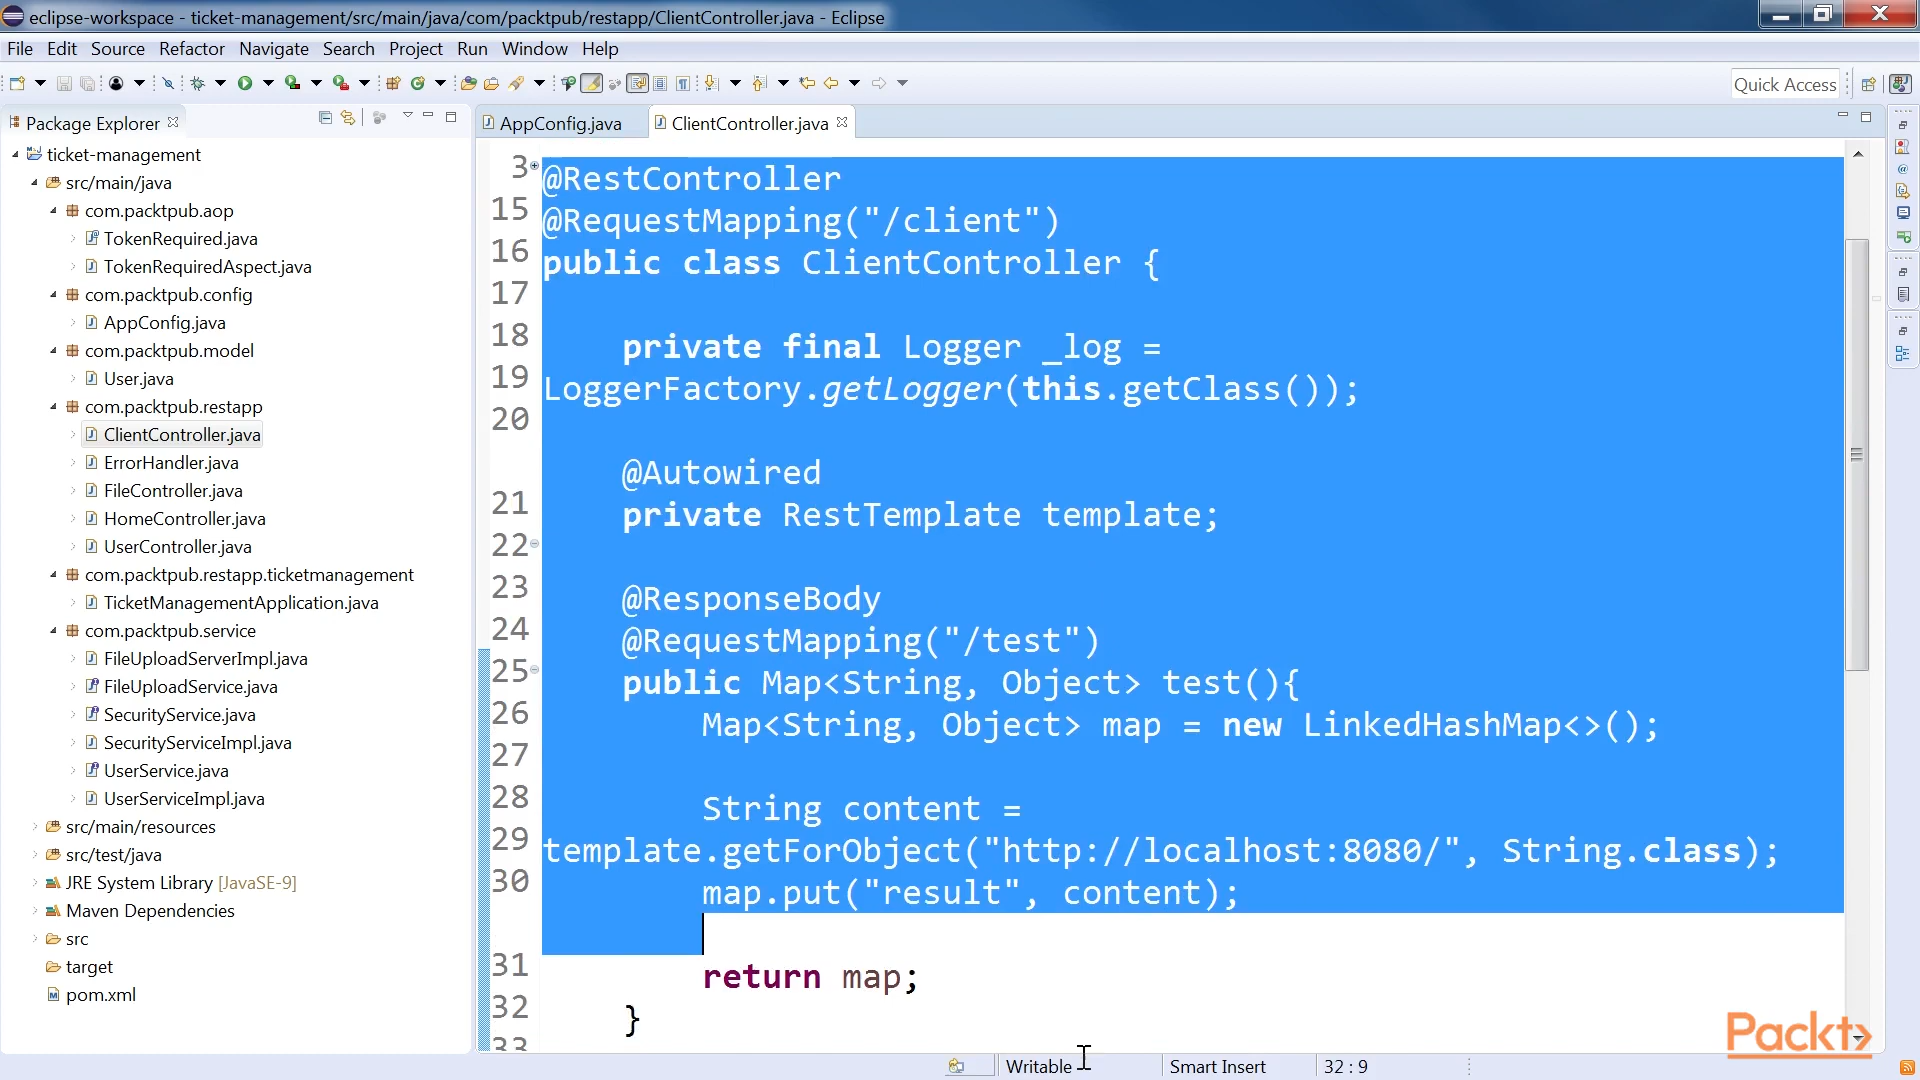 eclipse-workspace - ticket-management/src/main/java/com/packtpub/restapp/ClientController.java - Eclipse
File Edit Source Refactor Navigate Search Project Run Window Help
Quick Access
Package Explorer
AppConfig.java
ClientController.java
ticket-management
src/main/java
com.packtpub.aop
TokenRequired.java
TokenRequiredAspect.java
com.packtpub.config
AppConfig.java
com.packtpub.model
User.java
com.packtpub.restapp
ClientController.java
ErrorHandler.java
FileController.java
HomeController.java
UserController.java
com.packtpub.restapp.ticketmanagement
TicketManagementApplication.java
com.packtpub.service
FileUploadServerImpl.java
FileUploadService.java
SecurityService.java
SecurityServiceImpl.java
UserService.java
UserServiceImpl.java
src/main/resources
src/test/java
JRE System Library [JavaSE-9]
Maven Dependencies
src
target
pom.xml
3
15
16
17
18
19
20
21
22
23
24
25
26
27
28
29
30
31
32
33
@RestController
@RequestMapping("/client")
public class ClientController {
private final Logger _log =
LoggerFactory.getLogger(this.getClass());
@Autowired
private RestTemplate template;
@ResponseBody
@RequestMapping("/test")
public Map<String, Object> test(){
Map<String, Object> map = new LinkedHashMap<>();
String content =
template.getForObject("http://localhost:8080/", String.class);
map.put("result", content);
return map;
}
Packt>
Writable Smart Insert 32 : 9